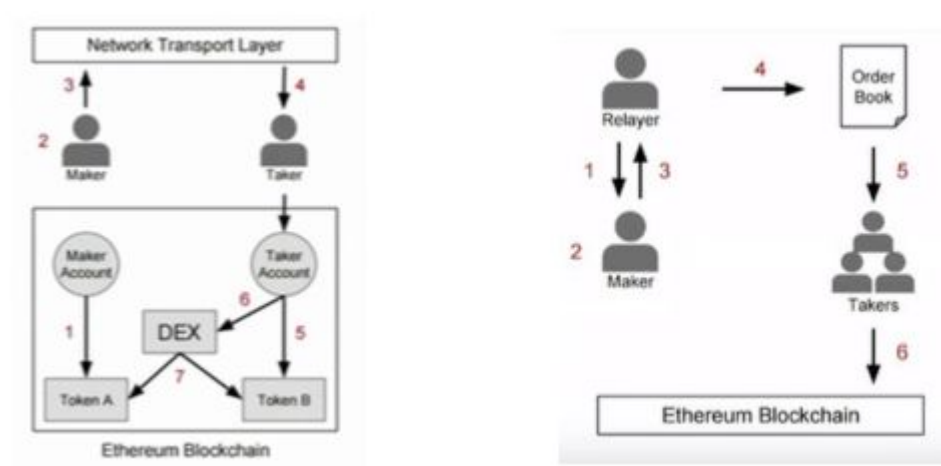 Network Transport Layer
3
4
2
Maker
Taker
Maker
Account
Taker
Account
6
1
DEX
5
7
Token A
Token B
Ethereum Blockchain
4
Order
Book
Relayer
1
3
5
2
Maker
Takers
6
Ethereum Blockchain